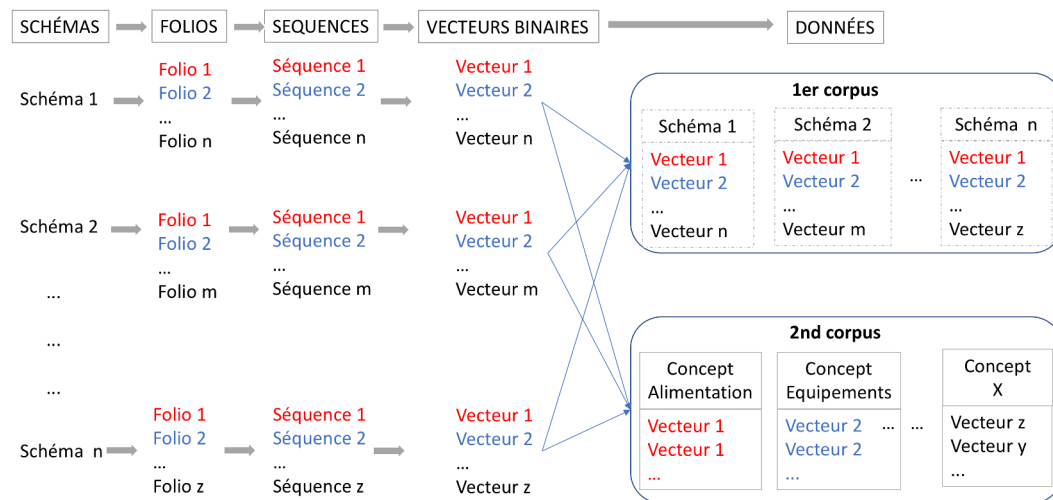 SCHÉMAS
FOLIOS
SEQUENCES
VECTEURS BINAIRES
DONNÉES
Schéma 1
Folio 1
Folio 2
...
Folio n
Séquence 1
Séquence 2
...
Séquence n
Vecteur 1
Vecteur 2
...
Vecteur n
Schéma 2
Folio 1
Folio 2
...
Folio m
Séquence 1
Séquence 2
...
Séquence m
Vecteur 1
Vecteur 2
...
Vecteur m
...
...
...
Schéma n
Folio 1
Folio 2
...
Folio z
Séquence 1
Séquence 2
...
Séquence z
Vecteur 1
Vecteur 2
...
Vecteur z
1er corpus
Schéma 1
Vecteur 1
Vecteur 2
...
Vecteur n
Schéma 2
Vecteur 1
Vecteur 2
...
Vecteur m
...
Schéma n
Vecteur 1
Vecteur 2
...
Vecteur z
2nd corpus
Concept
Alimentation
Vecteur 1
Vecteur 1
...
Concept
Equipements
Vecteur 2
Vecteur 2
...
... ...
Concept
X
Vecteur z
Vecteur y
...